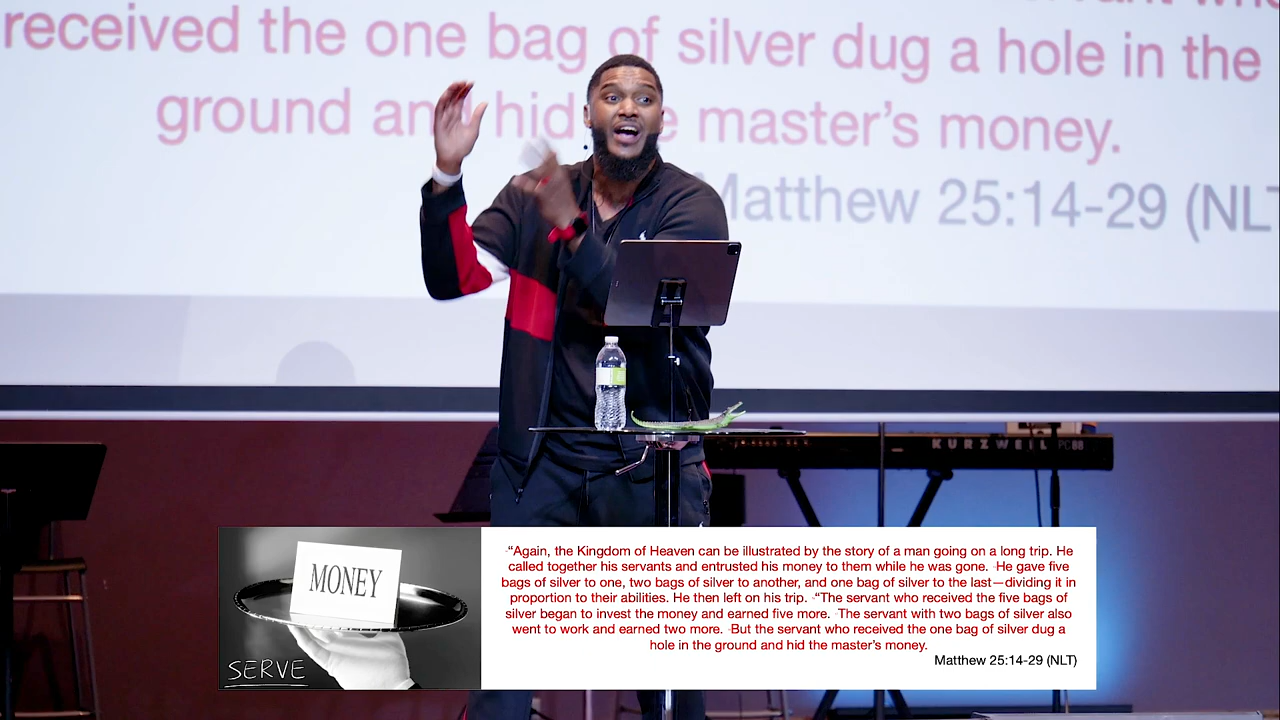 received the one bag of silver dug a hole in the
ground and hid the master's money.
Matthew 25:14-29 (NLT
KURZWEIL PC88
MONEY
SERVE
“Again, the Kingdom of Heaven can be illustrated by the story of a man going on a long trip. He
called together his servants and entrusted his money to them while he was gone. He gave five
bags of silver to one, two bags of silver to another, and one bag of silver to the last—dividing it in
proportion to their abilities. He then left on his trip. “The servant who received the five bags of
silver began to invest the money and earned five more. The servant with two bags of silver also
went to work and earned two more. But the servant who received the one bag of silver dug a
hole in the ground and hid the master's money.
Matthew 25:14-29 (NLT)